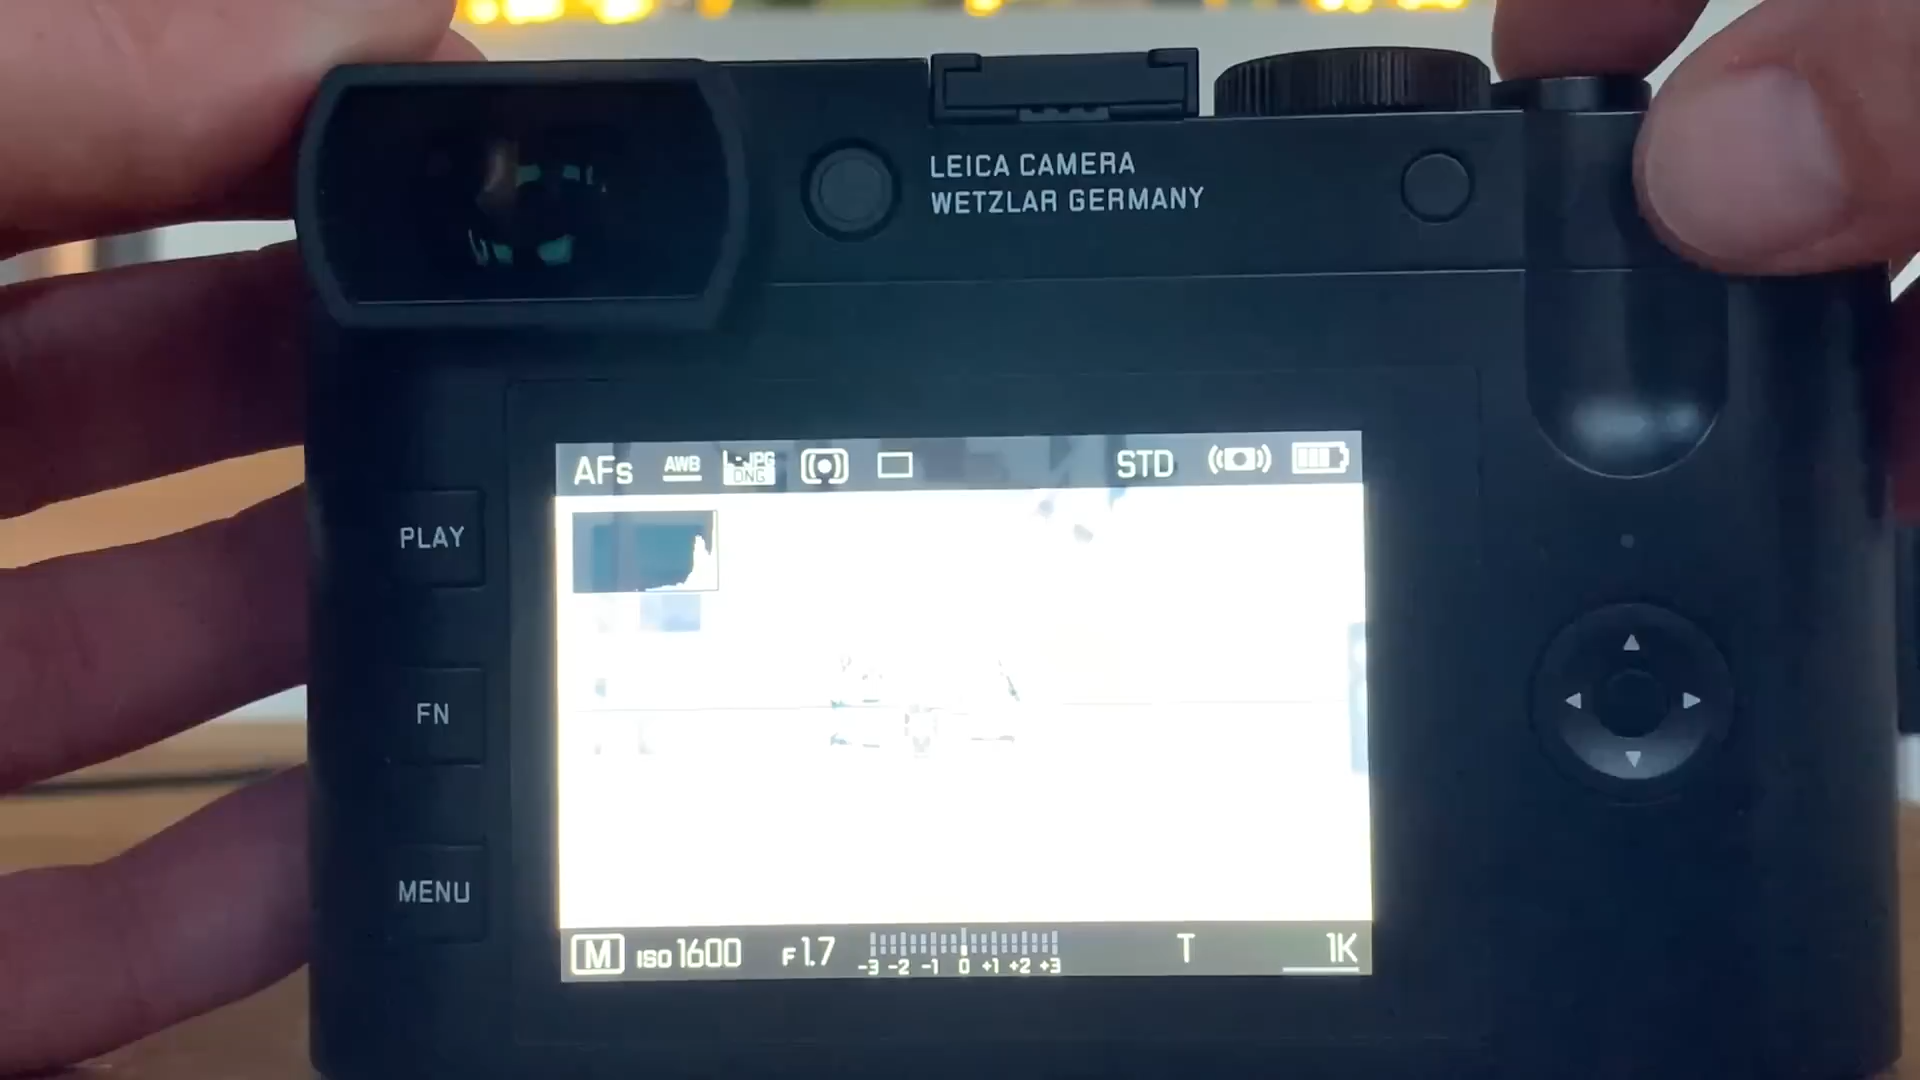 LEICA CAMERA
WETZLAR GERMANY
AFs AWB L-JPG STD
DNG
PLAY
FN
MENU
M ISO 1600 F 1.7 -3 -2 -1 0 +1 +2 +3 T 1K